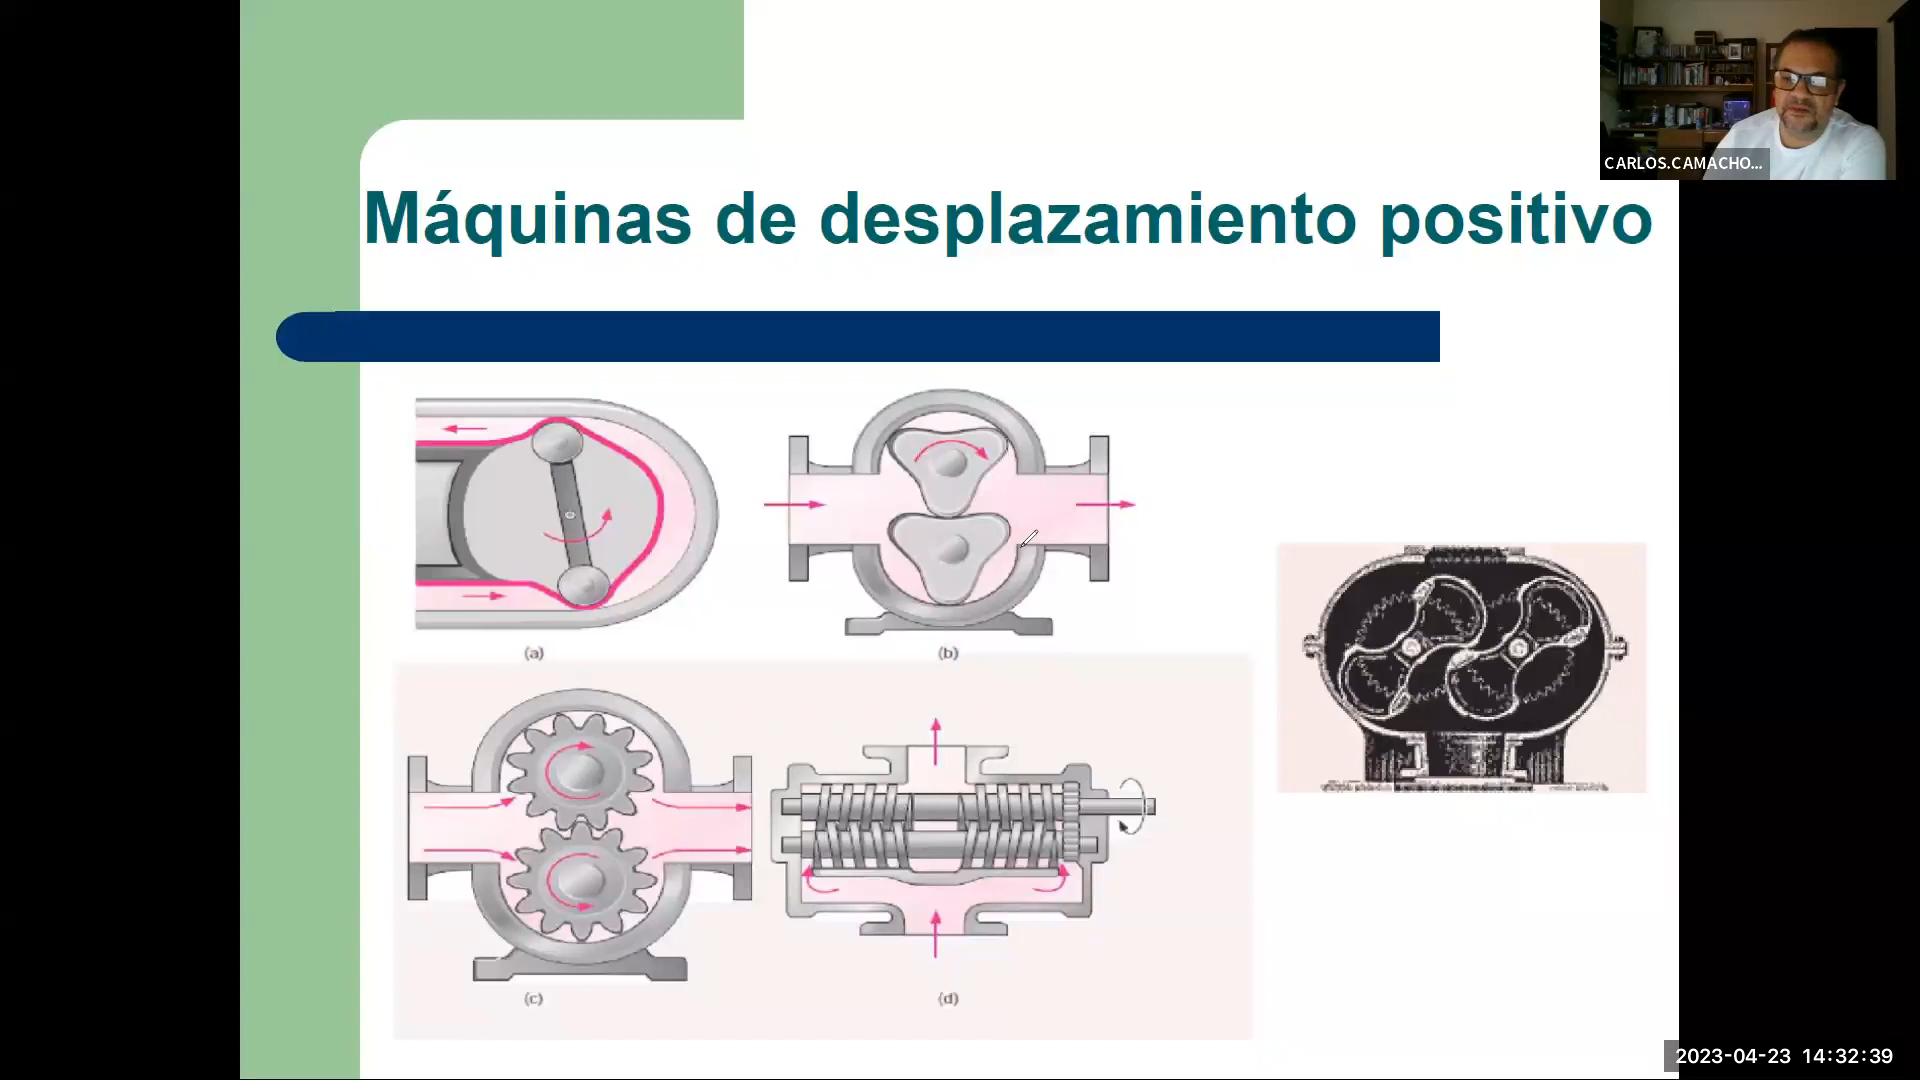 CARLOS.CAMACHO...
Máquinas de desplazamiento positivo
(a)
(b)
(c)
(d)
2023-04-23 14:32:39